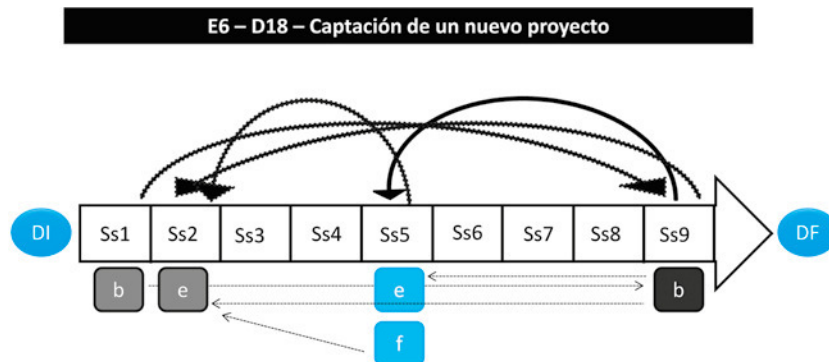 E6 – D18 – Captación de un nuevo proyecto
DI Ss1 Ss2 Ss3 Ss4 Ss5 Ss6 Ss7 Ss8 Ss9 DF
b e e b
f